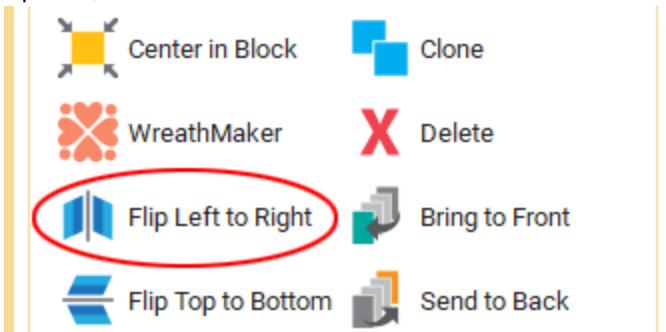 Center in Block
Clone
WreathMaker
Delete
Flip Left to Right
Bring to Front
Flip Top to Bottom
Send to Back